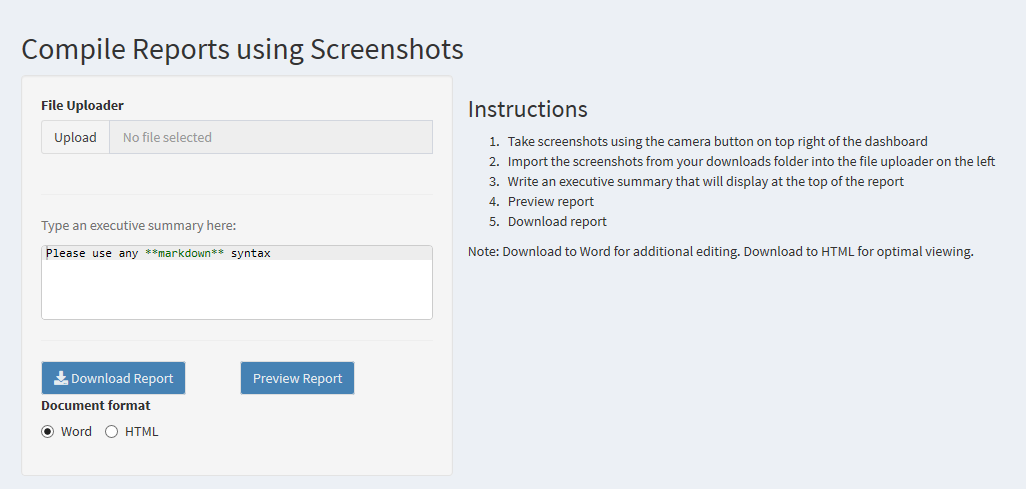 Compile Reports using Screenshots
File Uploader
Upload No file selected
Type an executive summary here:
Please use any **markdown** syntax
Download Report Preview Report
Document format
Word HTML
Instructions
1. Take screenshots using the camera button on top right of the dashboard
2. Import the screenshots from your downloads folder into the file uploader on the left
3. Write an executive summary that will display at the top of the report
4. Preview report
5. Download report
Note: Download to Word for additional editing. Download to HTML for optimal viewing.